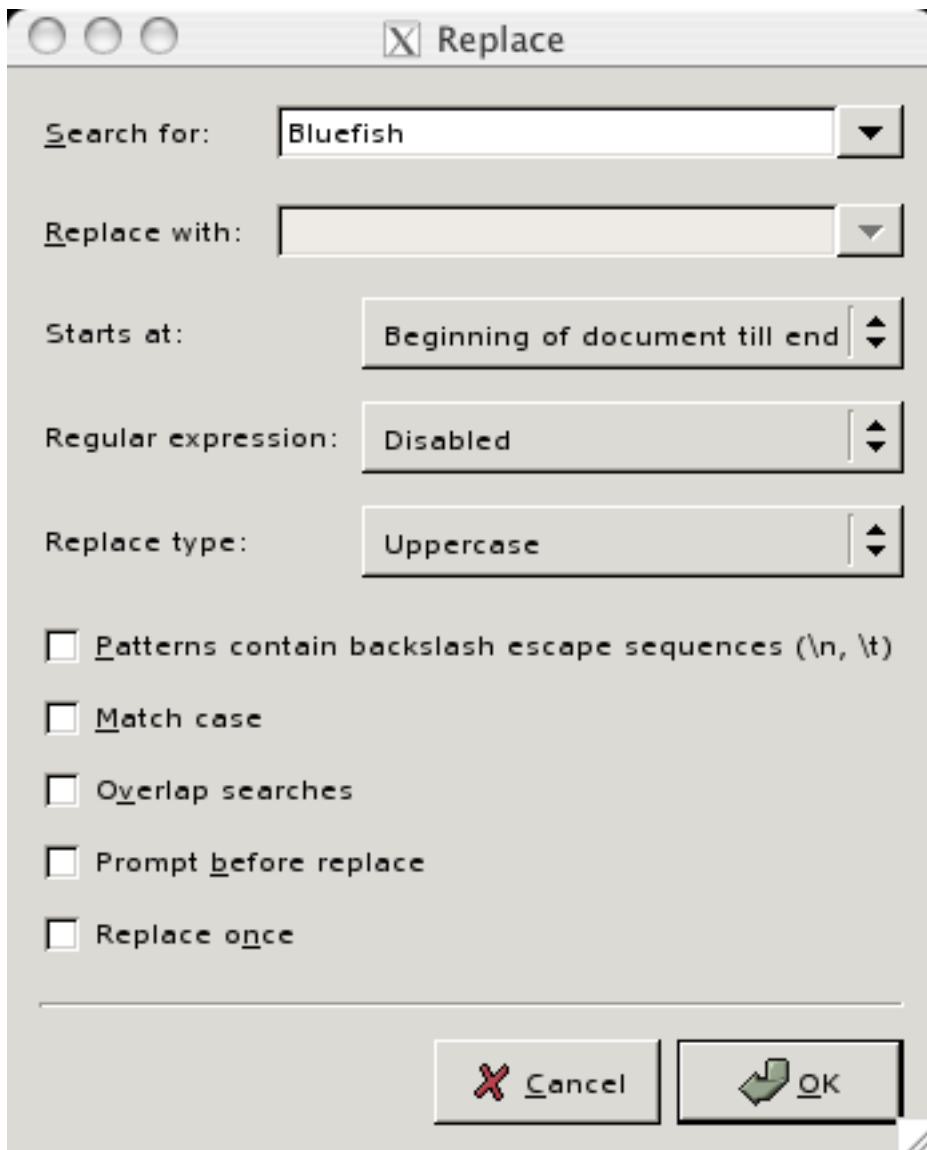 Replace
Search for: Bluefish
Replace with:
Starts at: Beginning of document till end
Regular expression: Disabled
Replace type: Uppercase
Patterns contain backslash escape sequences (\n, \t)
Match case
Overlap searches
Prompt before replace
Replace once
Cancel OK